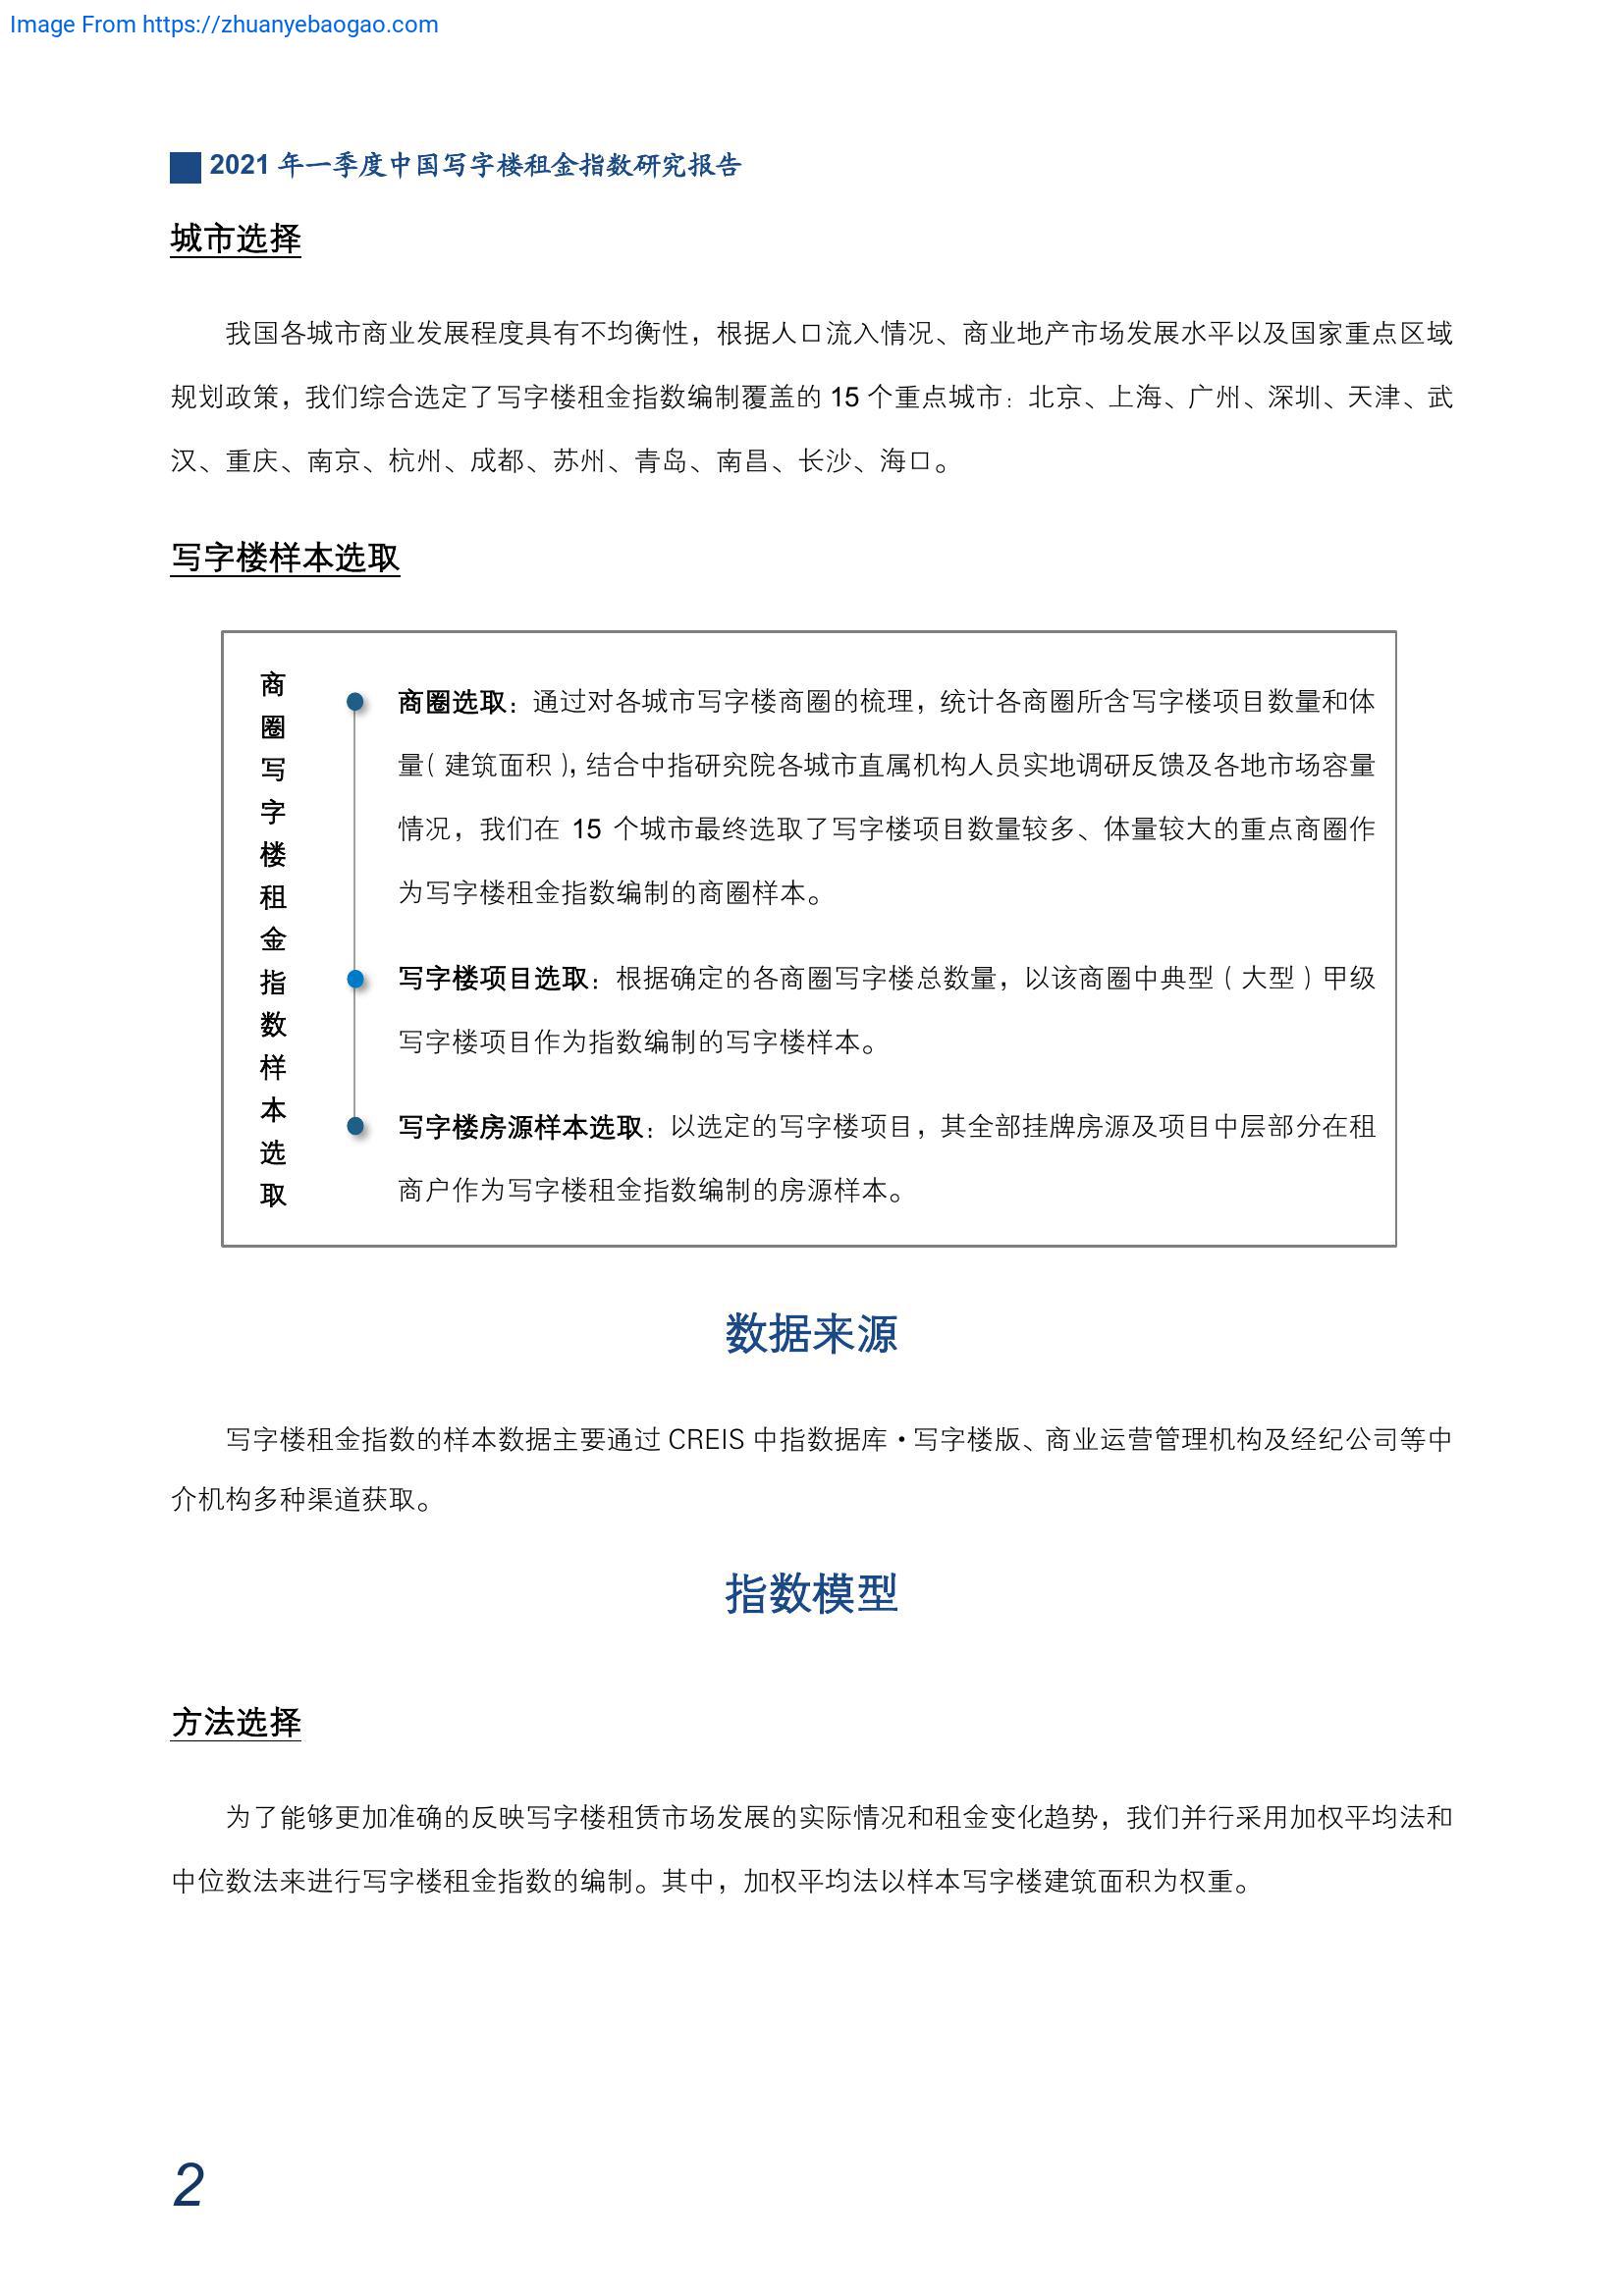 Image From https://zhuanyebaogao.com
2021 年一季度中国写字楼租金指数研究报告
城市选择
我国各城市商业发展程度具有不均衡性，根据人口流入情况、商业地产市场发展水平以及国家重点区域
规划政策，我们综合选定了写字楼租金指数编制覆盖的 15 个重点城市：北京、上海、广州、深圳、天津、武
汉、重庆、南京、杭州、成都、苏州、青岛、南昌、长沙、海口。
写字楼样本选取
商圈写字楼租金指数样本选取
商圈选取：通过对各城市写字楼商圈的梳理，统计各商圈所含写字楼项目数量和体
量（建筑面积），结合中指研究院各城市直属机构人员实地调研反馈及各地市场容量
情况，我们在 15 个城市最终选取了写字楼项目数量较多、体量较大的重点商圈作
为写字楼租金指数编制的商圈样本。
写字楼项目选取：根据确定的各商圈写字楼总数量，以该商圈中典型（大型）甲级
写字楼项目作为指数编制的写字楼样本。
写字楼房源样本选取：以选定的写字楼项目，其全部挂牌房源及项目中层部分在租
商户作为写字楼租金指数编制的房源样本。
数据来源
写字楼租金指数的样本数据主要通过 CREIS 中指数据库•写字楼版、商业运营管理机构及经纪公司等中
介机构多种渠道获取。
指数模型
方法选择
为了能够更加准确的反映写字楼租赁市场发展的实际情况和租金变化趋势，我们并行采用加权平均法和
中位数法来进行写字楼租金指数的编制。其中，加权平均法以样本写字楼建筑面积为权重。
2